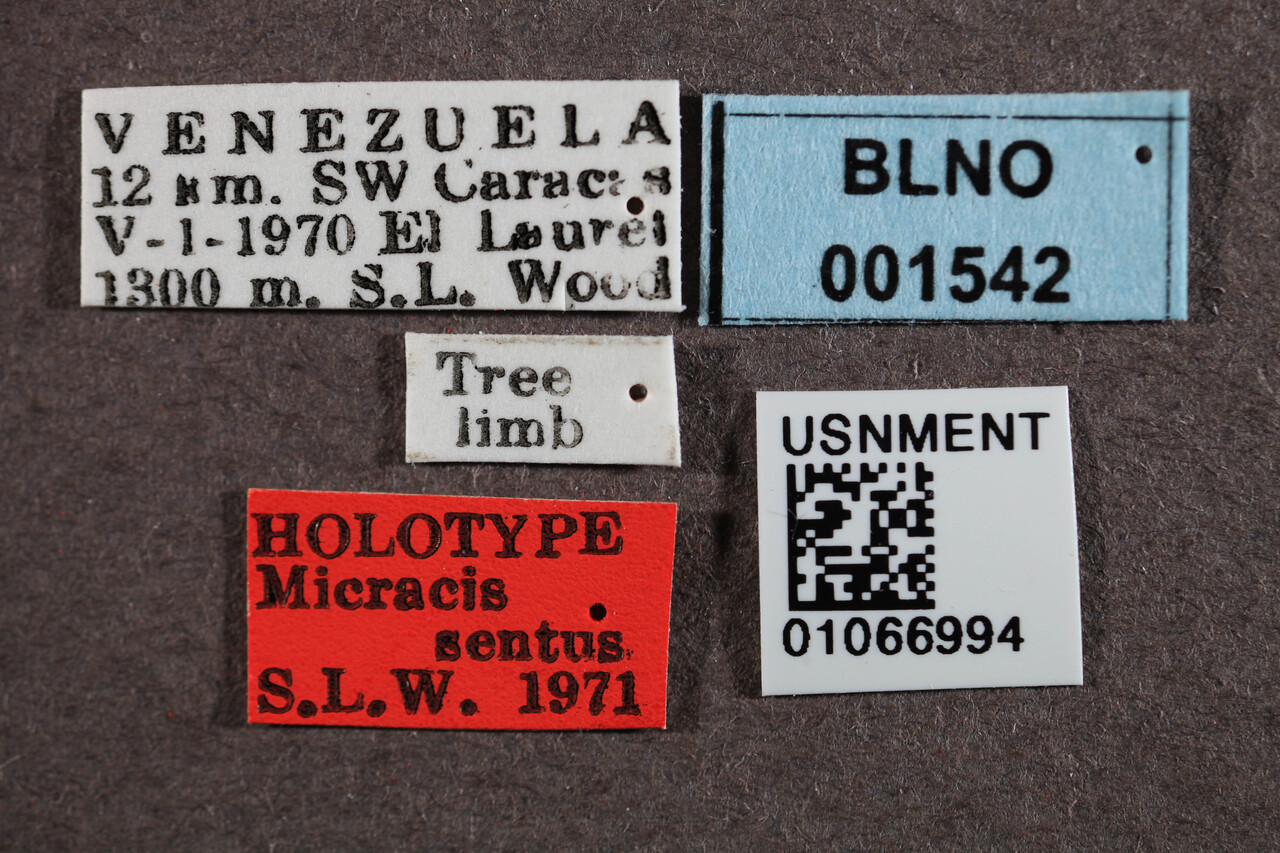 VENEZUELA
12 km. SW Caracas
V-1-1970 El Laurel
1300 m. S.L. Wood
BLNO
001542
Tree
limb
USNMENT
01066994
HOLOTYPE
Micracis
sentus
S.L.W. 1971